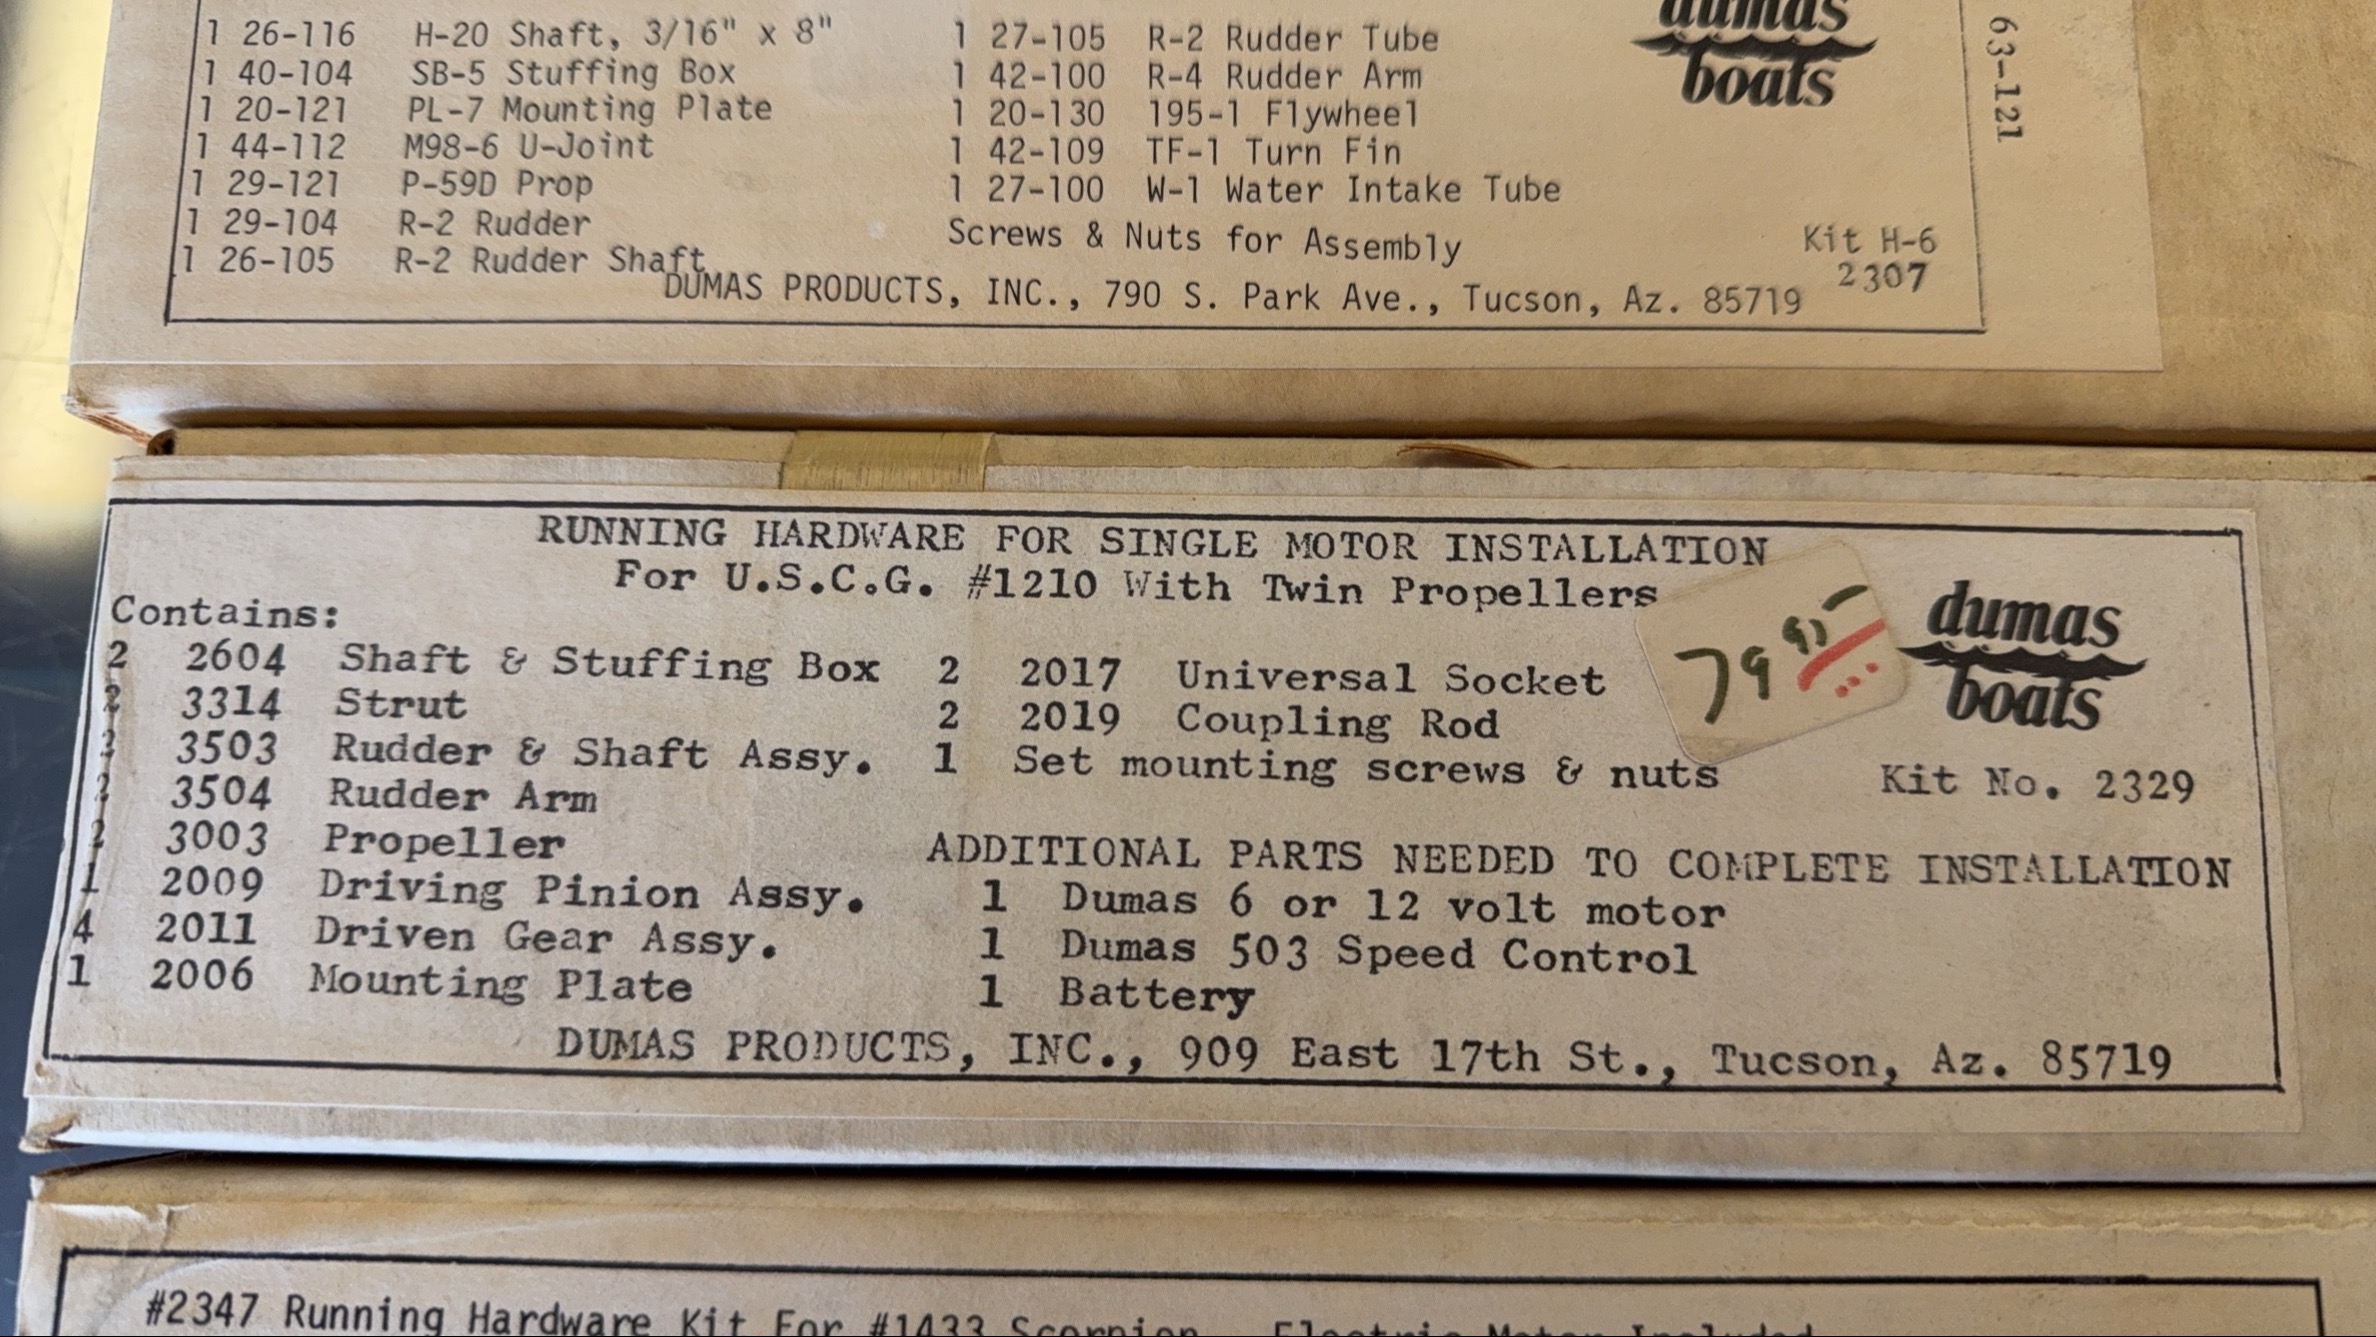 1 26-116 H-20 Shaft, 3/16" x 8"
1 40-104 SB-5 Stuffing Box
1 20-121 PL-7 Mounting Plate
1 44-112 M98-6 U-Joint
1 29-121 P-59D Prop
1 29-104 R-2 Rudder
1 26-105 R-2 Rudder Shaft
1 27-105 R-2 Rudder Tube
1 42-100 R-4 Rudder Arm
1 20-130 195-1 Flywheel
1 42-109 TF-1 Turn Fin
1 27-100 W-1 Water Intake Tube
Screws & Nuts for Assembly
dumas
boats
63-121
Kit H-6
2307
DUMAS PRODUCTS, INC., 790 S. Park Ave., Tucson, Az. 85719
RUNNING HARDWARE FOR SINGLE MOTOR INSTALLATION
For U.S.C.G. #1210 With Twin Propellers
Contains:
2 2604 Shaft & Stuffing Box
2 3314 Strut
2 3503 Rudder & Shaft Assy.
2 3504 Rudder Arm
2 3003 Propeller
1 2009 Driving Pinion Assy.
4 2011 Driven Gear Assy.
1 2006 Mounting Plate
2 2017 Universal Socket
2 2019 Coupling Rod
1 Set mounting screws & nuts
79 95
dumas
boats
Kit No. 2329
ADDITIONAL PARTS NEEDED TO COMPLETE INSTALLATION
1 Dumas 6 or 12 volt motor
1 Dumas 503 Speed Control
1 Battery
DUMAS PRODUCTS, INC., 909 East 17th St., Tucson, Az. 85719
#2347 Running Hardware Kit For #1433 Scorpion Electric Motor Included